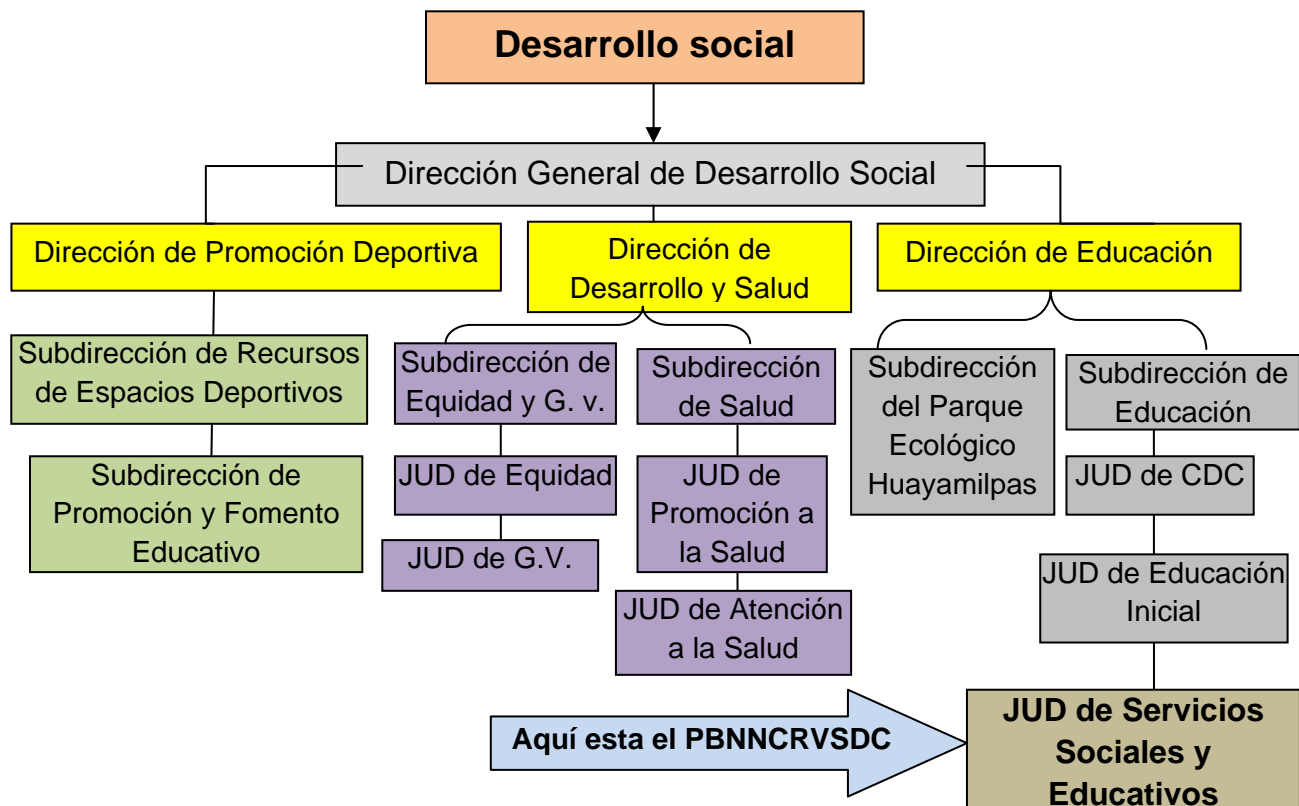 Desarrollo social
Dirección General de Desarrollo Social
Dirección de Promoción Deportiva
Dirección de
Desarrollo y Salud
Dirección de Educación
Subdirección de Recursos
de Espacios Deportivos
Subdirección de
Promoción y Fomento
Educativo
Subdirección de
Equidad y G. v.
JUD de Equidad
JUD de G.V.
Subdirección
de Salud
JUD de
Promoción a
la Salud
JUD de Atención
a la Salud
Subdirección
del Parque
Ecológico
Huayamilpas
Subdirección de
Educación
JUD de CDC
JUD de Educación
Inicial
Aquí esta el PBNNCRVSDC
JUD de Servicios
Sociales y
Educativos